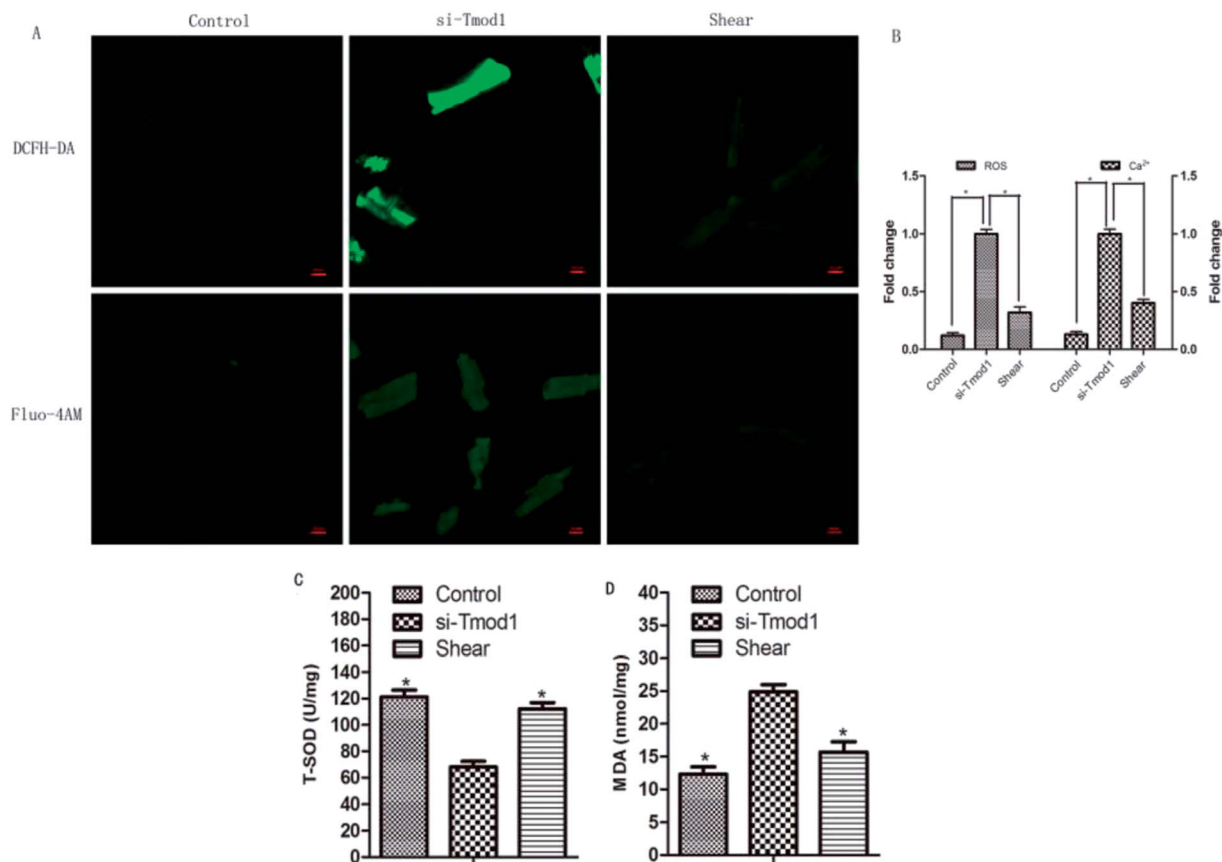 Control si-Tmod1 Shear
A
B
DCFH-DA
Fluo-4AM
ROS Ca²⁺
* * * *
1.5 1.5
1.0 1.0
0.5 0.5
0.0 0.0
Fold change Fold change
Control si-Tmod1 Shear Control si-Tmod1 Shear
C
200
180
160
140
120
100
80
60
40
20
0
T-SOD (U/mg)
Control
si-Tmod1
Shear
* *
D
40
35
30
25
20
15
10
5
0
MDA (nmol/mg)
Control
si-Tmod1
Shear
* *